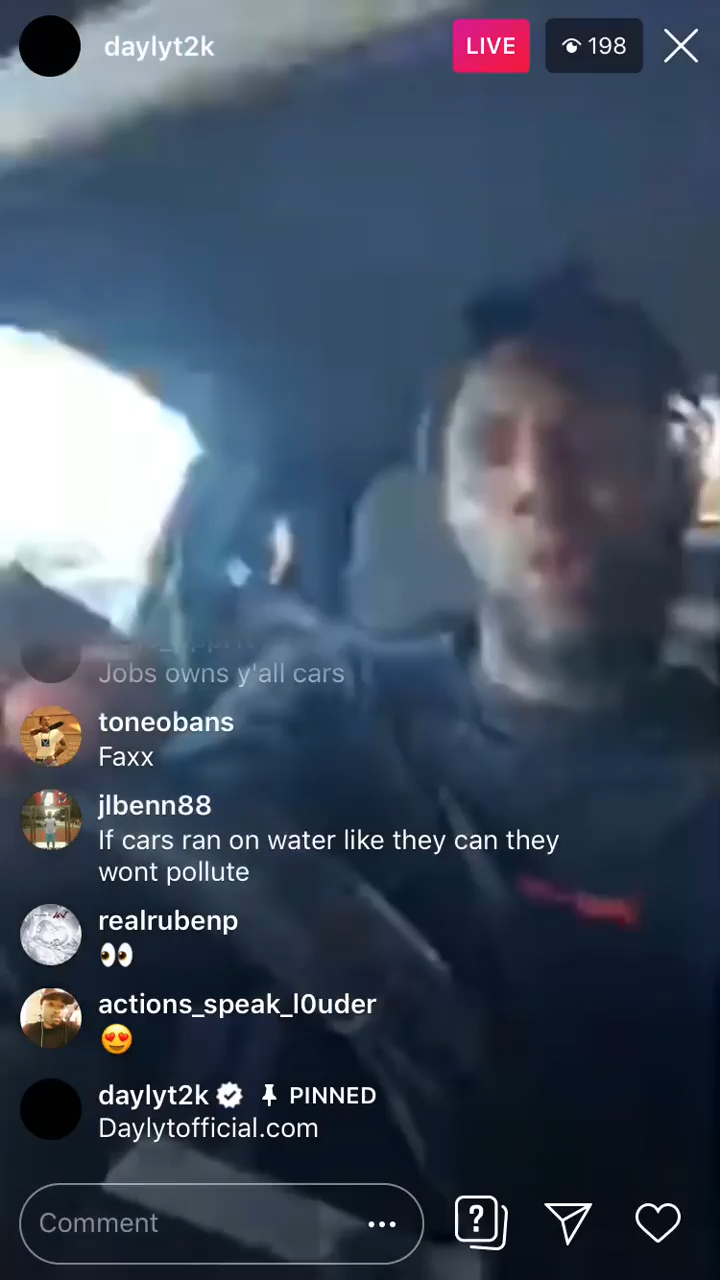 daylyt2k
LIVE
198
Jobs owns y'all cars
toneobans
Faxx
jlbenn88
If cars ran on water like they can they
wont pollute
realrubenp
👀
actions_speak_l0uder
😍
daylyt2k PINNED
Daylytofficial.com
Comment
?